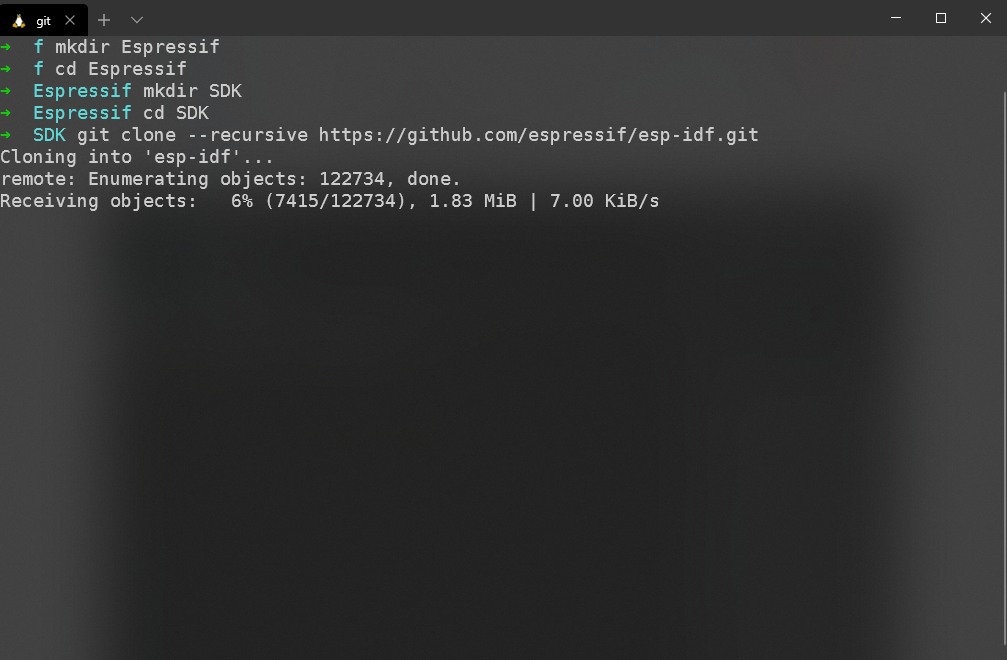 git
➜  f mkdir Espressif
➜  f cd Espressif
➜  Espressif mkdir SDK
➜  Espressif cd SDK
➜  SDK git clone --recursive https://github.com/espressif/esp-idf.git
Cloning into 'esp-idf'...
remote: Enumerating objects: 122734, done.
Receiving objects:   6% (7415/122734), 1.83 MiB | 7.00 KiB/s